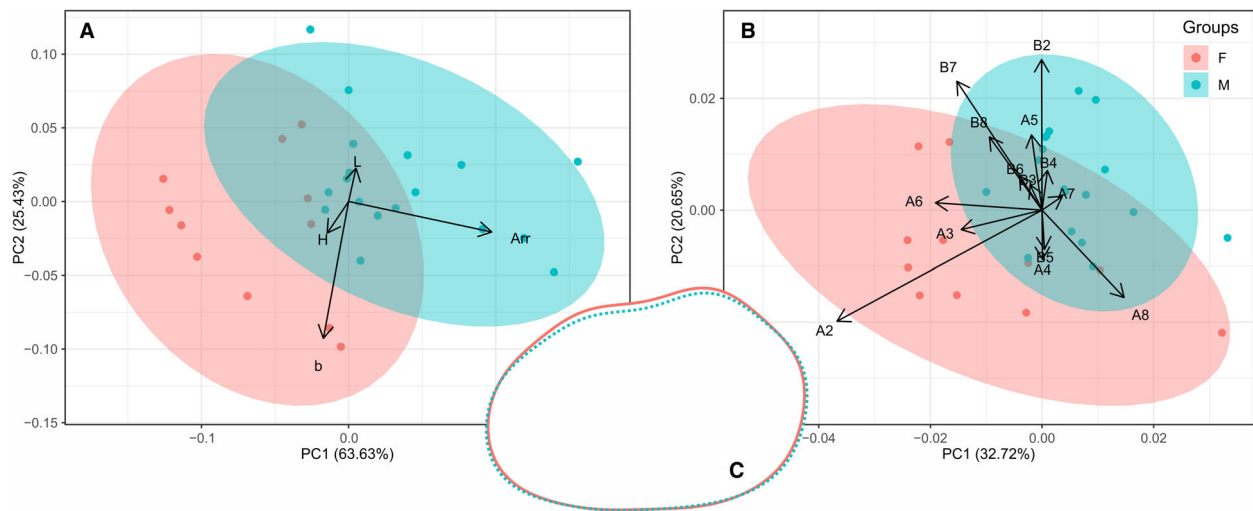 A
0.10
0.05
0.00
−0.05
−0.10
−0.15
PC2 (25.43%)
L
H
Arr
b
−0.1
0.0
PC1 (63.63%)
B
Groups
F
M
0.02
0.00
PC2 (20.65%)
B2
B7
A5
B8
B4
B6
B3
A7
A6
A3
B5
A4
A8
A2
−0.04
−0.02
0.00
0.02
PC1 (32.72%)
C